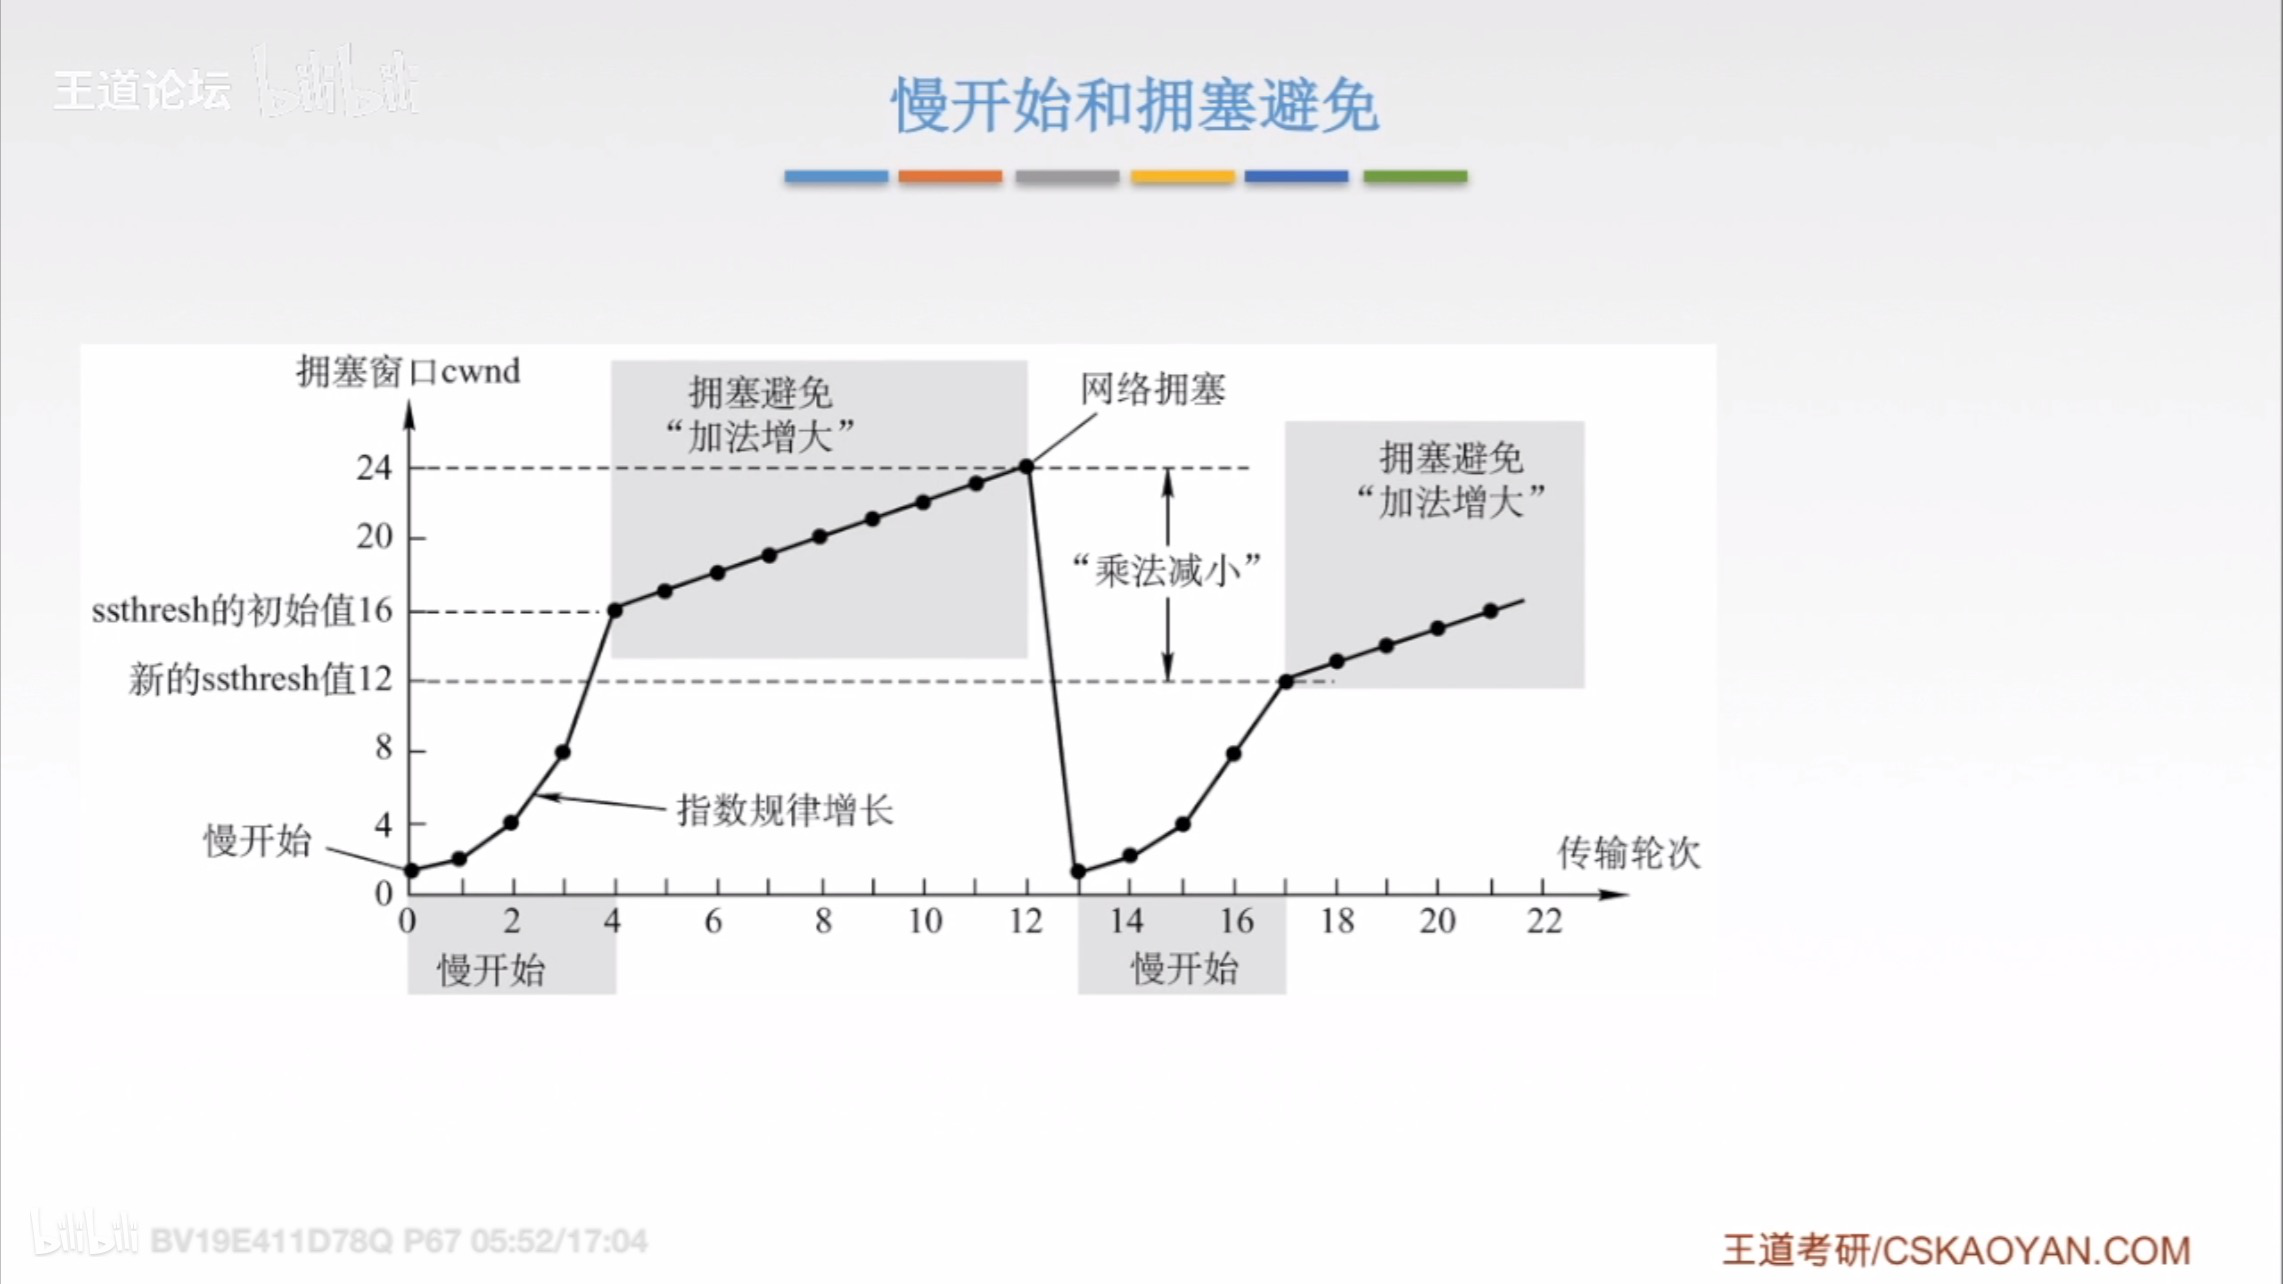 王道论坛 bilibili
慢开始和拥塞避免
拥塞窗口cwnd
拥塞避免
“加法增大”
网络拥塞
拥塞避免
“加法增大”
24
20
“乘法减小”
ssthresh的初始值16
新的ssthresh值12
8
指数规律增长
4
慢开始
传输轮次
0
0 2 4 6 8 10 12 14 16 18 20 22
慢开始 慢开始
bilibili BV19E411D78Q P67 05:52/17:04
王道考研/CSKAOYAN.COM